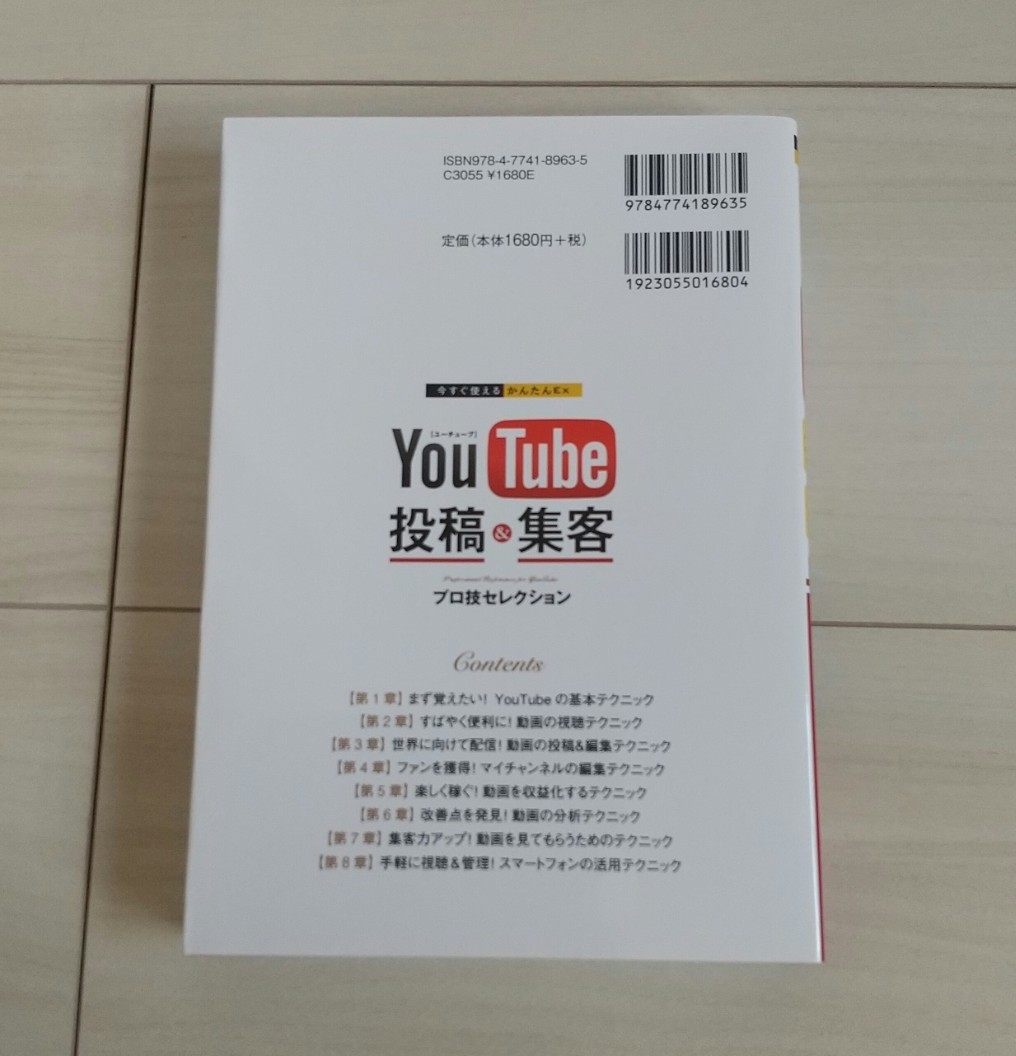 ISBN978-4-7741-8963-5
C3055 ¥1680E
9784774189635
定価（本体1680円＋税）
1923055016804
今すぐ使えるかんたんEx
［ユーチューブ］
YouTube
投稿&集客
Professional Reference for YouTube
プロ技セレクション
Contents
【第1章】まず覚えたい! YouTube の基本テクニック
【第2章】すばやく便利に! 動画の視聴テクニック
【第3章】世界に向けて配信! 動画の投稿&編集テクニック
【第4章】ファンを獲得! マイチャンネルの編集テクニック
【第5章】楽しく稼ぐ! 動画を収益化するテクニック
【第6章】改善点を発見! 動画の分析テクニック
【第7章】集客力アップ! 動画を見てもらうためのテクニック
【第8章】手軽に視聴&管理! スマートフォンの活用テクニック